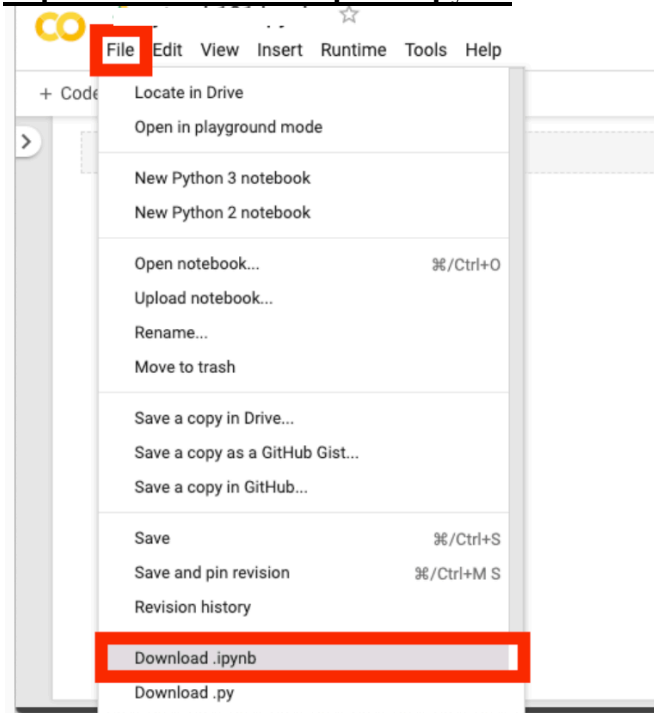 File Edit View Insert Runtime Tools Help
+ Code
Locate in Drive
Open in playground mode
New Python 3 notebook
New Python 2 notebook
Open notebook... ⌘/Ctrl+O
Upload notebook...
Rename...
Move to trash
Save a copy in Drive...
Save a copy as a GitHub Gist...
Save a copy in GitHub...
Save ⌘/Ctrl+S
Save and pin revision ⌘/Ctrl+M S
Revision history
Download .ipynb
Download .py